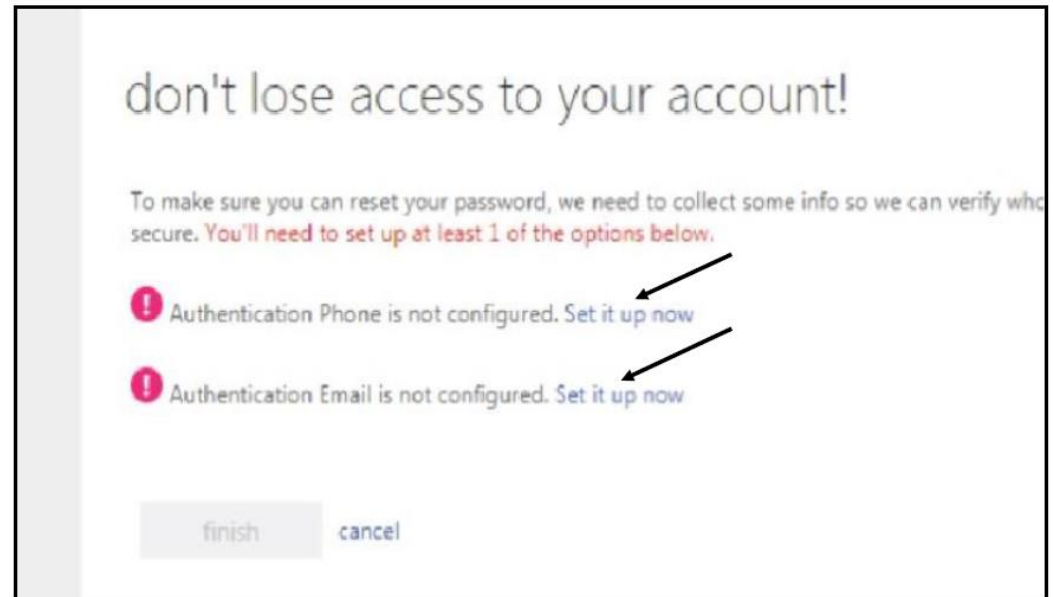 don't lose access to your account!
To make sure you can reset your password, we need to collect some info so we can verify who
secure. You'll need to set up at least 1 of the options below.
! Authentication Phone is not configured. Set it up now
! Authentication Email is not configured. Set it up now
finish cancel